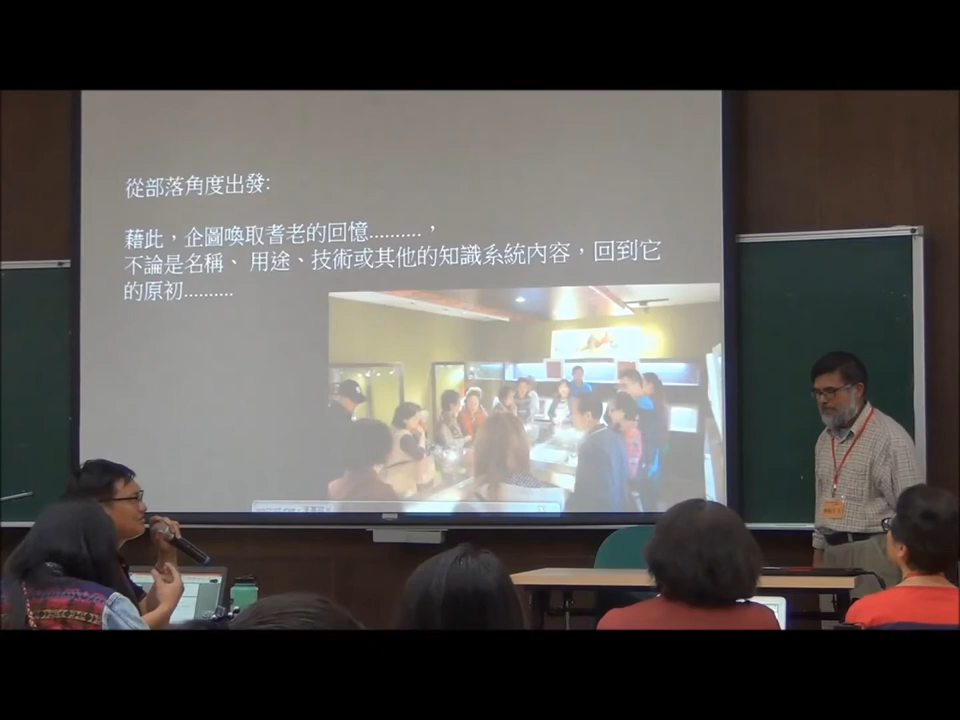 從部落角度出發:
藉此，企圖喚取耆老的回憶..........，
不論是名稱、 用途、技術或其他的知識系統內容，回到它
的原初..........